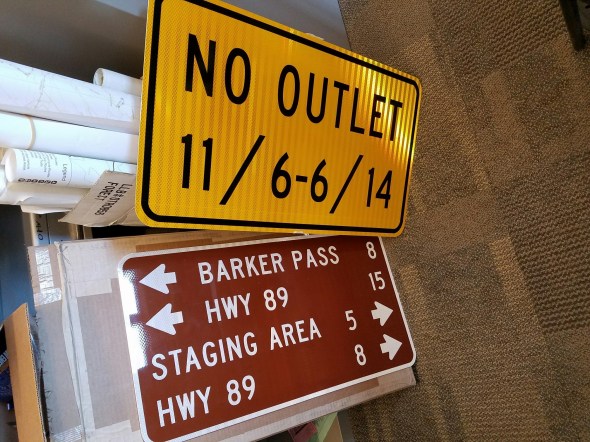 NO OUTLET
11/6-6/14
BARKER PASS 8
HWY 89 15
STAGING AREA 5
HWY 89 8